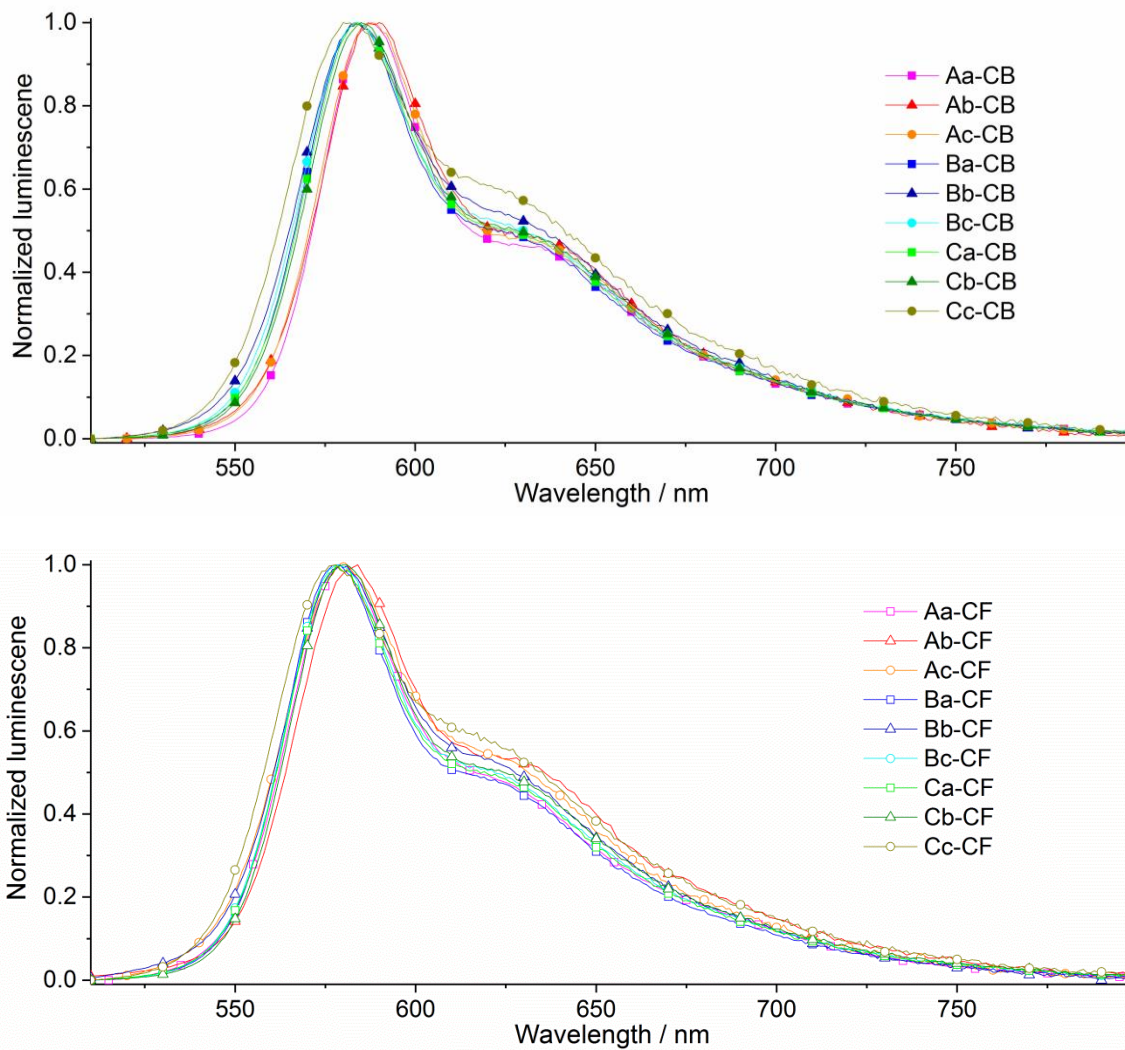 Normalized luminescene
1.0
0.8
0.6
0.4
0.2
0.0
550
600
650
700
750
Wavelength / nm
Aa-CB
Ab-CB
Ac-CB
Ba-CB
Bb-CB
Bc-CB
Ca-CB
Cb-CB
Cc-CB
Normalized luminescene
1.0
0.8
0.6
0.4
0.2
0.0
550
600
650
700
750
Wavelength / nm
Aa-CF
Ab-CF
Ac-CF
Ba-CF
Bb-CF
Bc-CF
Ca-CF
Cb-CF
Cc-CF